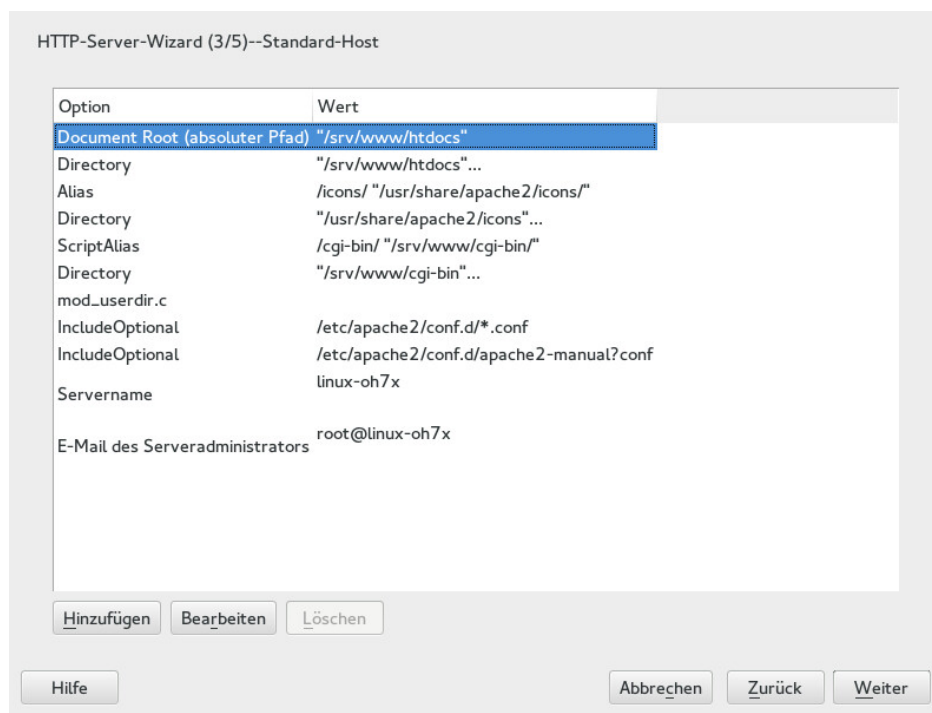 HTTP-Server-Wizard (3/5)--Standard-Host
Option Wert
Document Root (absoluter Pfad) "/srv/www/htdocs"
Directory "/srv/www/htdocs"...
Alias /icons/ "/usr/share/apache2/icons/"
Directory "/usr/share/apache2/icons"...
ScriptAlias /cgi-bin/ "/srv/www/cgi-bin/"
Directory "/srv/www/cgi-bin"...
mod_userdir.c
IncludeOptional /etc/apache2/conf.d/*.conf
IncludeOptional /etc/apache2/conf.d/apache2-manual?conf
Servername linux-oh7x
E-Mail des Serveradministrators root@linux-oh7x
Hinzufügen Bearbeiten Löschen
Hilfe Abbrechen Zurück Weiter